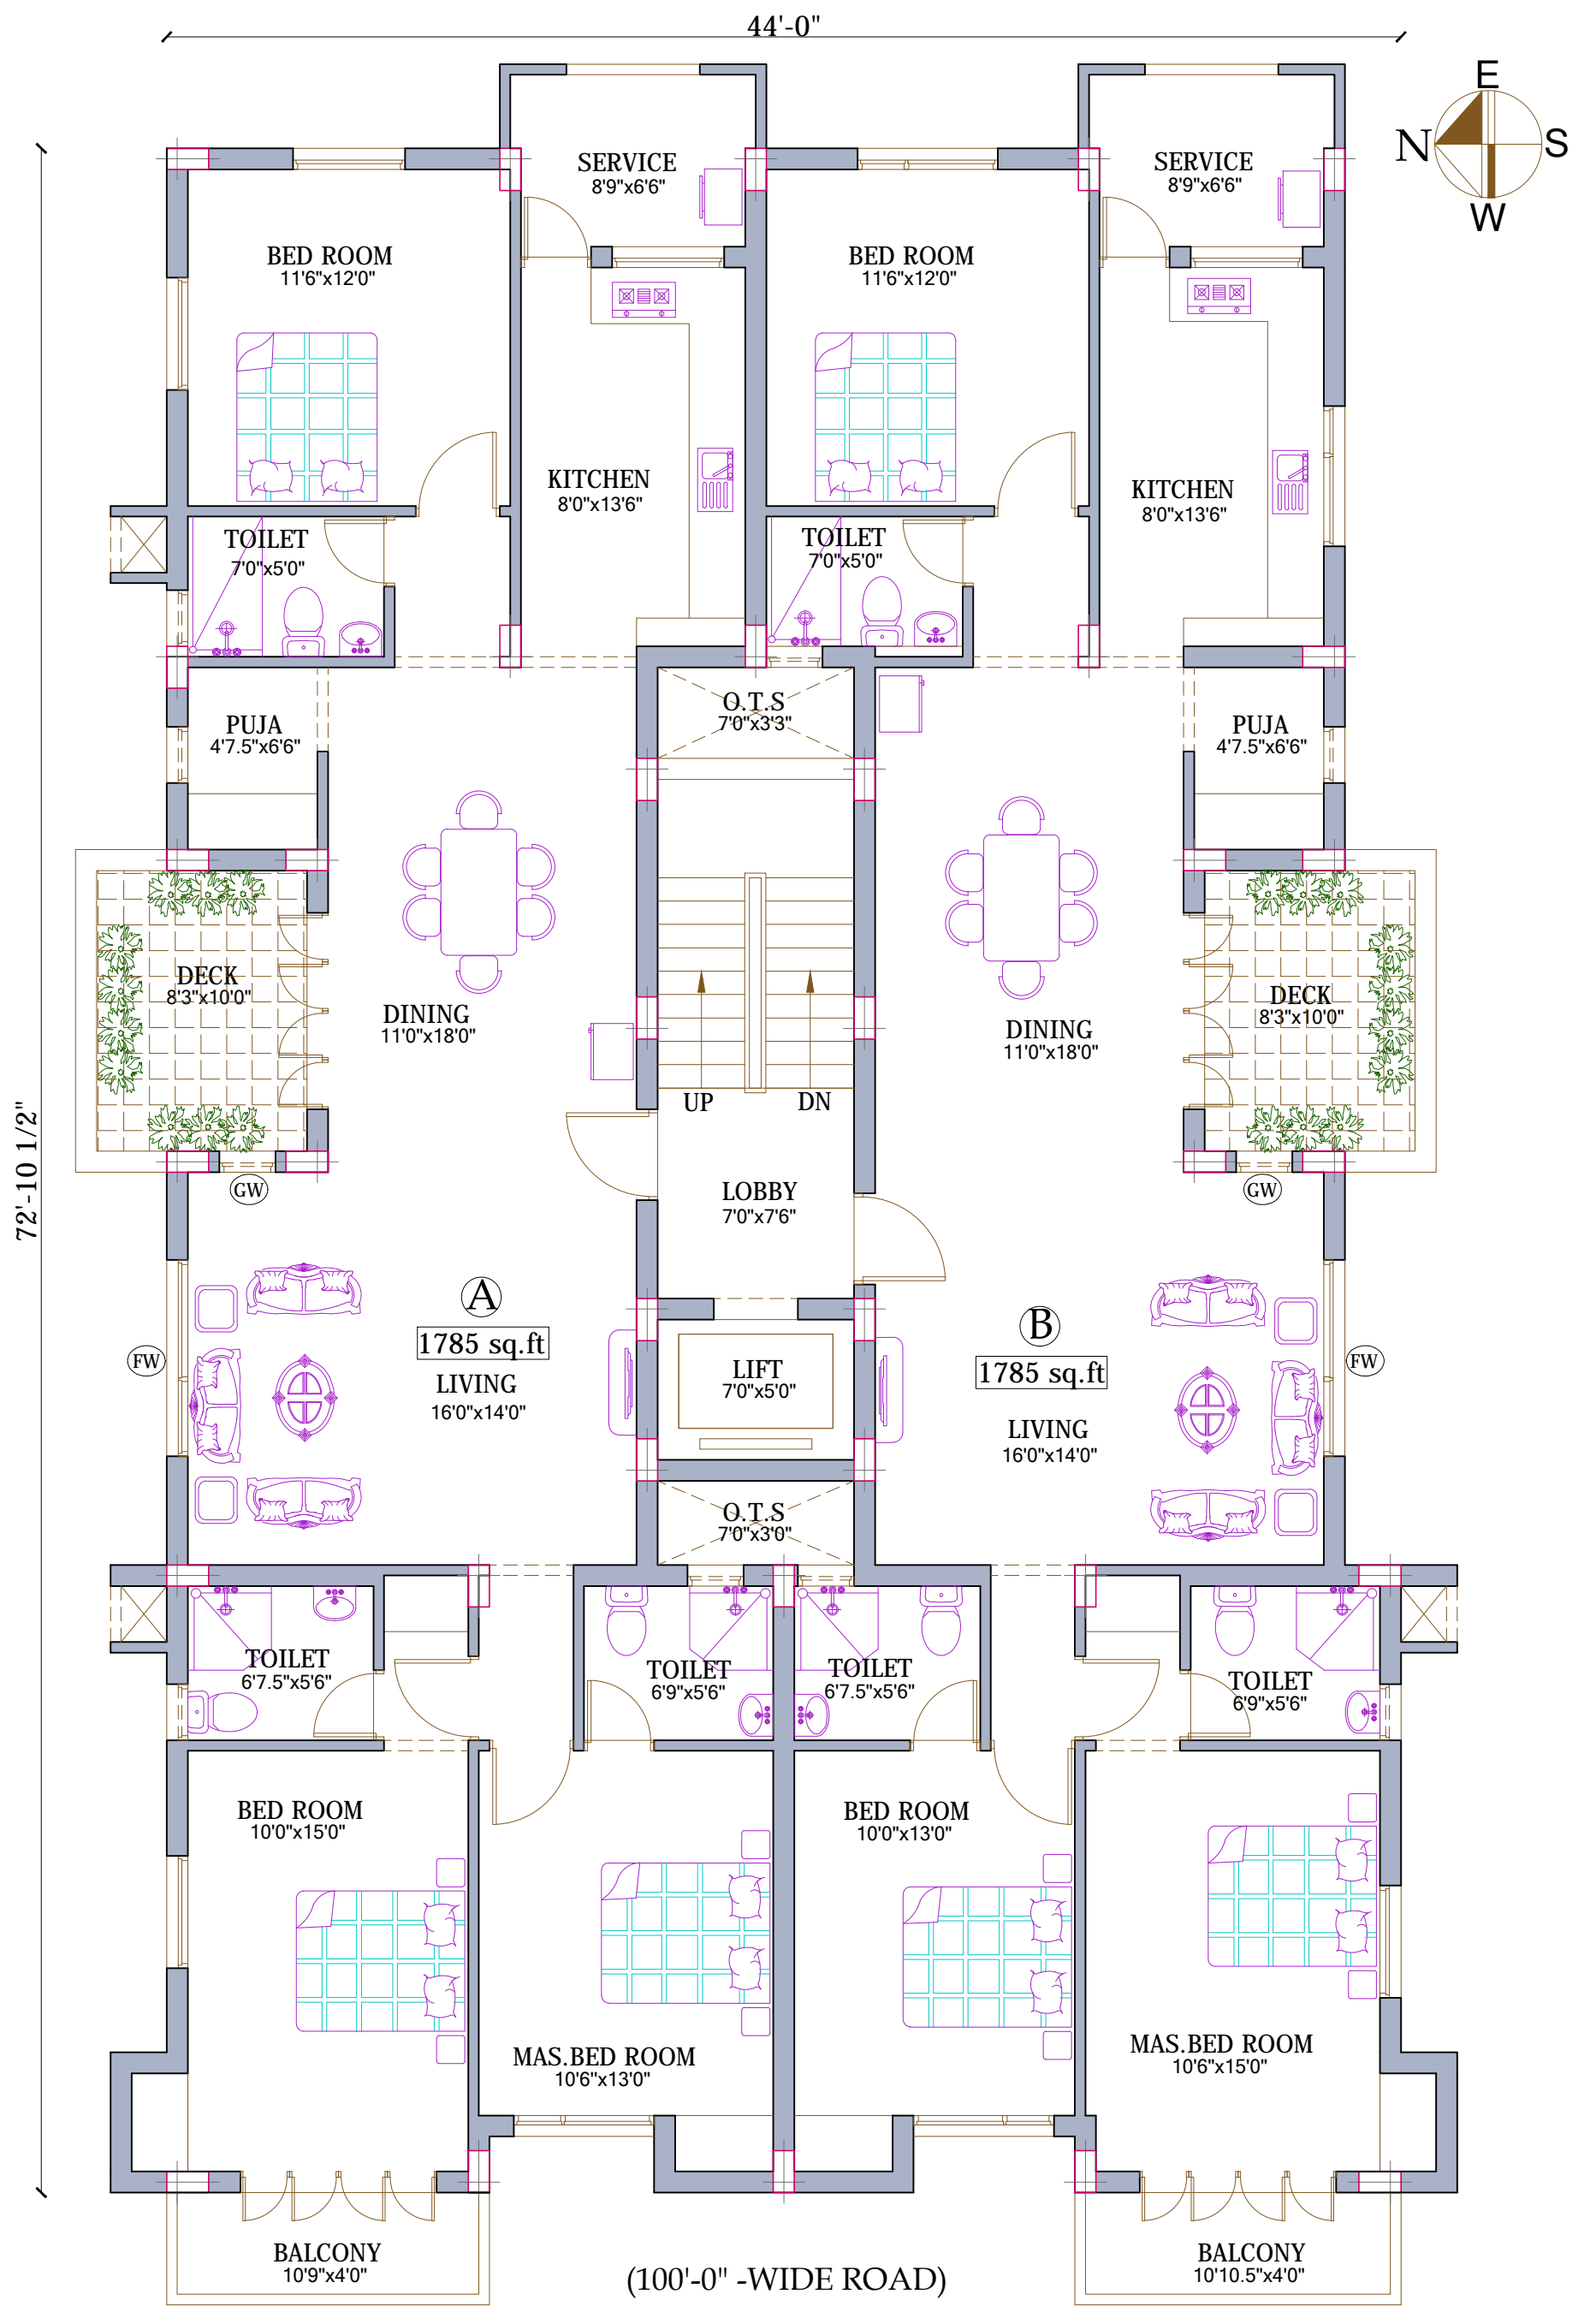 44'-0"
E
N
S
W
SERVICE
8'9"x6'6"
SERVICE
8'9"x6'6"
BED ROOM
11'6"x12'0"
BED ROOM
11'6"x12'0"
KITCHEN
8'0"x13'6"
KITCHEN
8'0"x13'6"
TOILET
7'0"x5'0"
TOILET
7'0"x5'0"
O.T.S
7'0"x3'3"
PUJA
4'7.5"x6'6"
PUJA
4'7.5"x6'6"
DECK
8'3"x10'0"
DINING
11'0"x18'0"
DINING
11'0"x18'0"
DECK
8'3"x10'0"
UP
DN
72'-10 1/2"
GW
LOBBY
7'0"x7'6"
GW
A
1785 sq.ft
LIVING
16'0"x14'0"
FW
LIFT
7'0"x5'0"
B
1785 sq.ft
LIVING
16'0"x14'0"
FW
O.T.S
7'0"x3'0"
TOILET
6'7.5"x5'6"
TOILET
6'9"x5'6"
TOILET
6'7.5"x5'6"
TOILET
6'9"x5'6"
BED ROOM
10'0"x15'0"
BED ROOM
10'0"x13'0"
MAS.BED ROOM
10'6"x13'0"
MAS.BED ROOM
10'6"x15'0"
BALCONY
10'9"x4'0"
(100'-0" -WIDE ROAD)
BALCONY
10'10.5"x4'0"